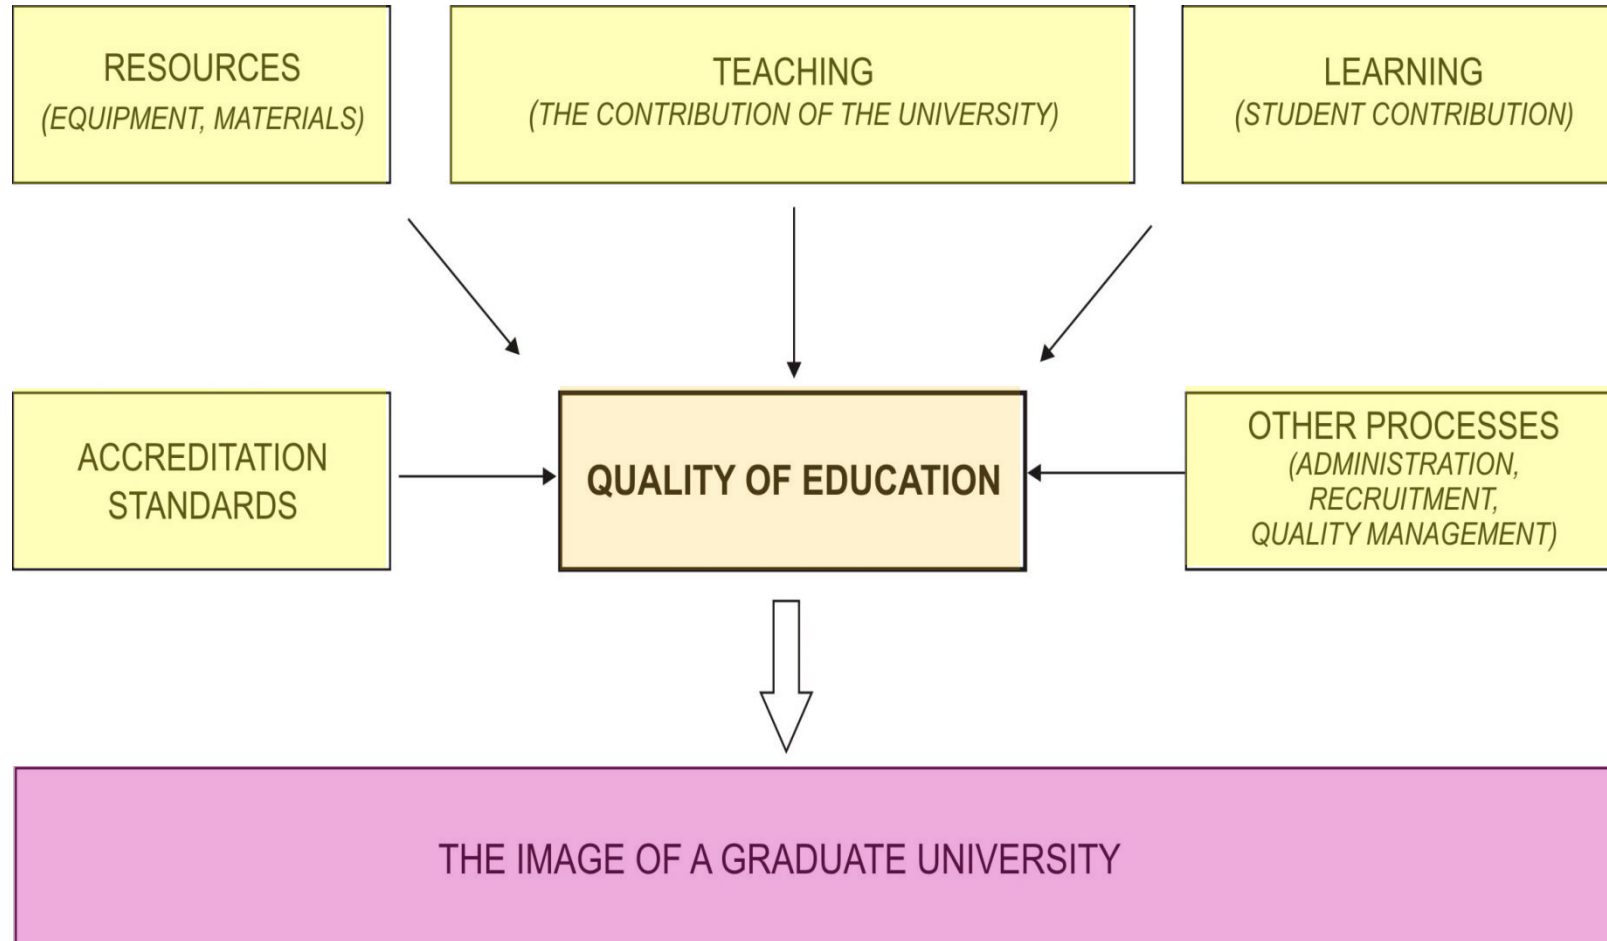 RESOURCES
(EQUIPMENT, MATERIALS)
TEACHING
(THE CONTRIBUTION OF THE UNIVERSITY)
LEARNING
(STUDENT CONTRIBUTION)
ACCREDITATION
STANDARDS
QUALITY OF EDUCATION
OTHER PROCESSES
(ADMINISTRATION,
RECRUITMENT,
QUALITY MANAGEMENT)
THE IMAGE OF A GRADUATE UNIVERSITY